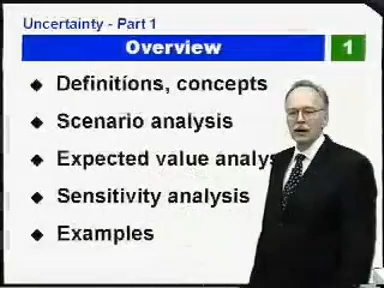 Uncertainty - Part 1
Overview 1
Definitions, concepts
Scenario analysis
Expected value analys
Sensitivity analysis
Examples